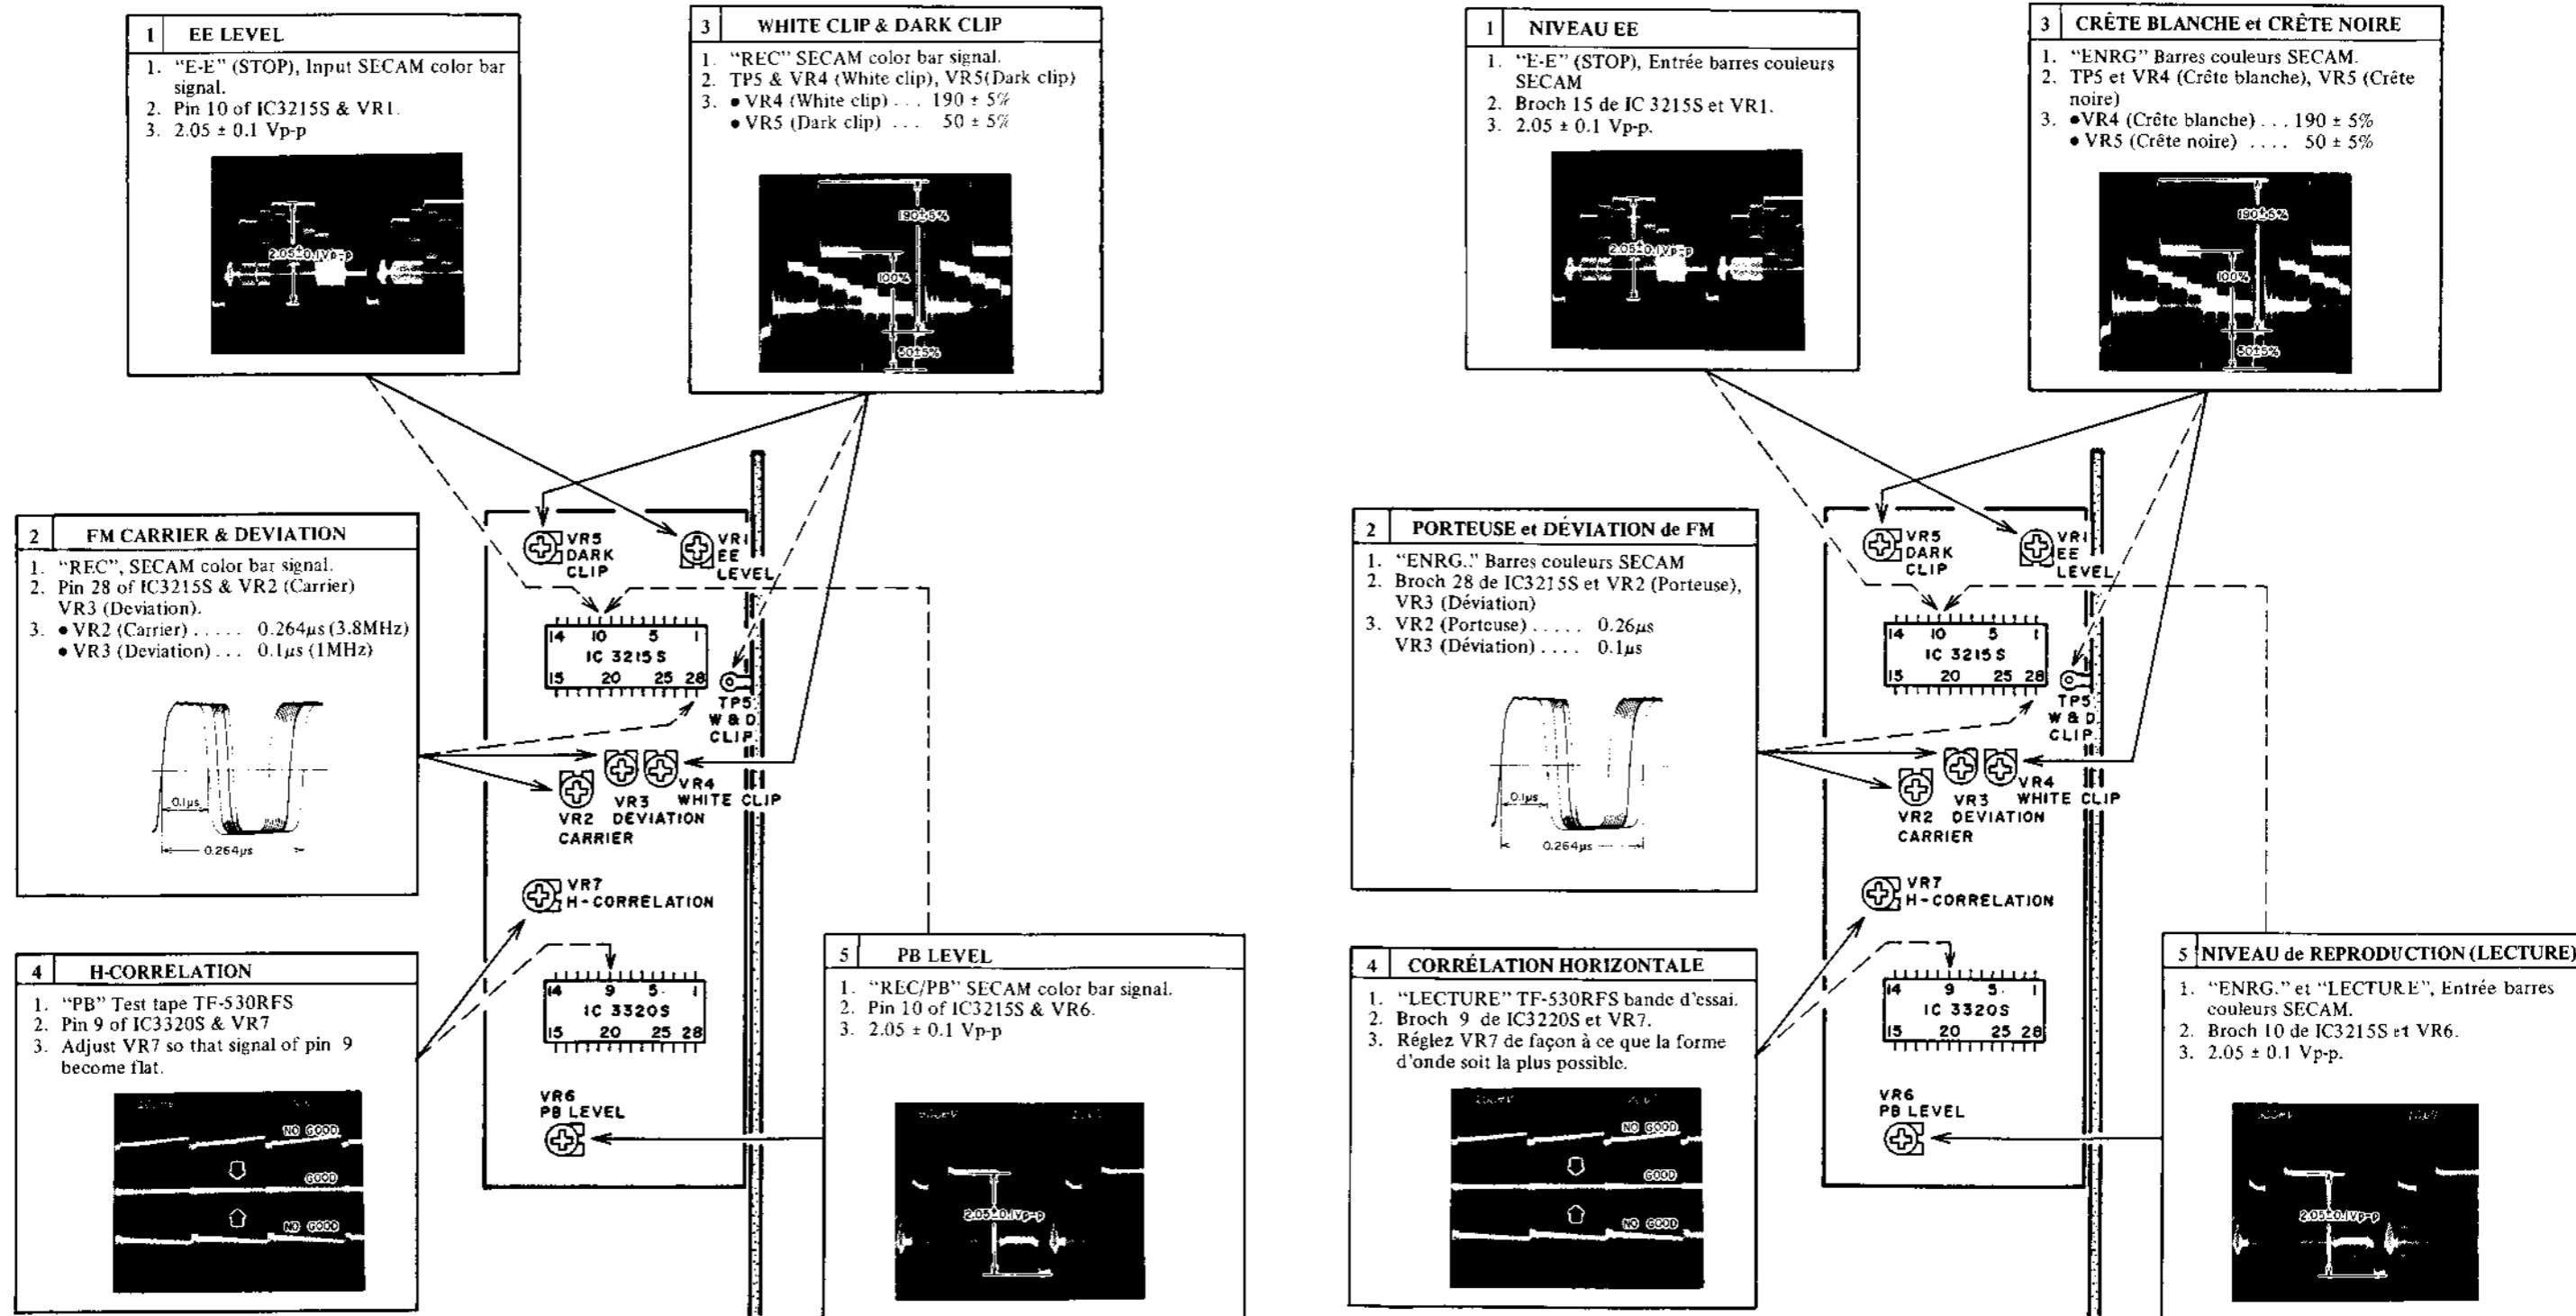 1 EE LEVEL
1. “E-E” (STOP), Input SECAM color bar
signal.
2. Pin 10 of IC3215S & VR1.
3. 2.05 ± 0.1 Vp-p
2.05±0.1Vp-p
3 WHITE CLIP & DARK CLIP
1. “REC” SECAM color bar signal.
2. TP5 & VR4 (White clip), VR5(Dark clip)
3. • VR4 (White clip) ... 190 ± 5%
• VR5 (Dark clip) ... 50 ± 5%
190±5%
100%
50±5%
2 FM CARRIER & DEVIATION
1. “REC”, SECAM color bar signal.
2. Pin 28 of IC3215S & VR2 (Carrier)
VR3 (Deviation).
3. • VR2 (Carrier) ..... 0.264μs (3.8MHz)
• VR3 (Deviation) ... 0.1μs (1MHz)
0.1μs
0.264μs
VR5
DARK
CLIP
VR1
EE
LEVEL
14 10 5 1
IC 3215S
15 20 25 28
TP5
W & D
CLIP
VR4
WHITE CLIP
VR3
DEVIATION
VR2
CARRIER
VR7
H-CORRELATION
14 9 5 1
IC 3320S
15 20 25 28
VR6
PB LEVEL
4 H-CORRELATION
1. “PB” Test tape TF-530RFS
2. Pin 9 of IC3320S & VR7
3. Adjust VR7 so that signal of pin 9
become flat.
NO GOOD
GOOD
NO GOOD
5 PB LEVEL
1. “REC/PB” SECAM color bar signal.
2. Pin 10 of IC3215S & VR6.
3. 2.05 ± 0.1 Vp-p
2.05±0.1Vp-p
1 NIVEAU EE
1. “E-E” (STOP), Entrée barres couleurs
SECAM
2. Broch 15 de IC 3215S et VR1.
3. 2.05 ± 0.1 Vp-p.
2.05±0.1Vp-p
3 CRÊTE BLANCHE et CRÊTE NOIRE
1. “ENRG” Barres couleurs SECAM.
2. TP5 et VR4 (Crête blanche), VR5 (Crête
noire)
3. •VR4 (Crête blanche) ... 190 ± 5%
• VR5 (Crête noire) .... 50 ± 5%
190±5%
100%
50±5%
2 PORTEUSE et DÉVIATION de FM
1. “ENRG.” Barres couleurs SECAM
2. Broch 28 de IC3215S et VR2 (Porteuse),
VR3 (Déviation)
3. VR2 (Porteuse) ..... 0.26μs
VR3 (Déviation) .... 0.1μs
0.1μs
0.264μs
VR5
DARK
CLIP
VR1
EE
LEVEL
14 10 5 1
IC 3215S
15 20 25 28
TP5
W & D
CLIP
VR4
WHITE CLIP
VR3
DEVIATION
VR2
CARRIER
VR7
H-CORRELATION
14 9 5 1
IC 3320S
15 20 25 28
VR6
PB LEVEL
4 CORRÉLATION HORIZONTALE
1. “LECTURE” TF-530RFS bande d'essai.
2. Broch 9 de IC3220S et VR7.
3. Réglez VR7 de façon à ce que la forme
d'onde soit la plus possible.
NO GOOD
GOOD
NO GOOD
5 NIVEAU de REPRODUCTION (LECTURE)
1. “ENRG.” et “LECTURE”, Entrée barres
couleurs SECAM.
2. Broch 10 de IC3215S et VR6.
3. 2.05 ± 0.1 Vp-p.
2.05±0.1Vp-p